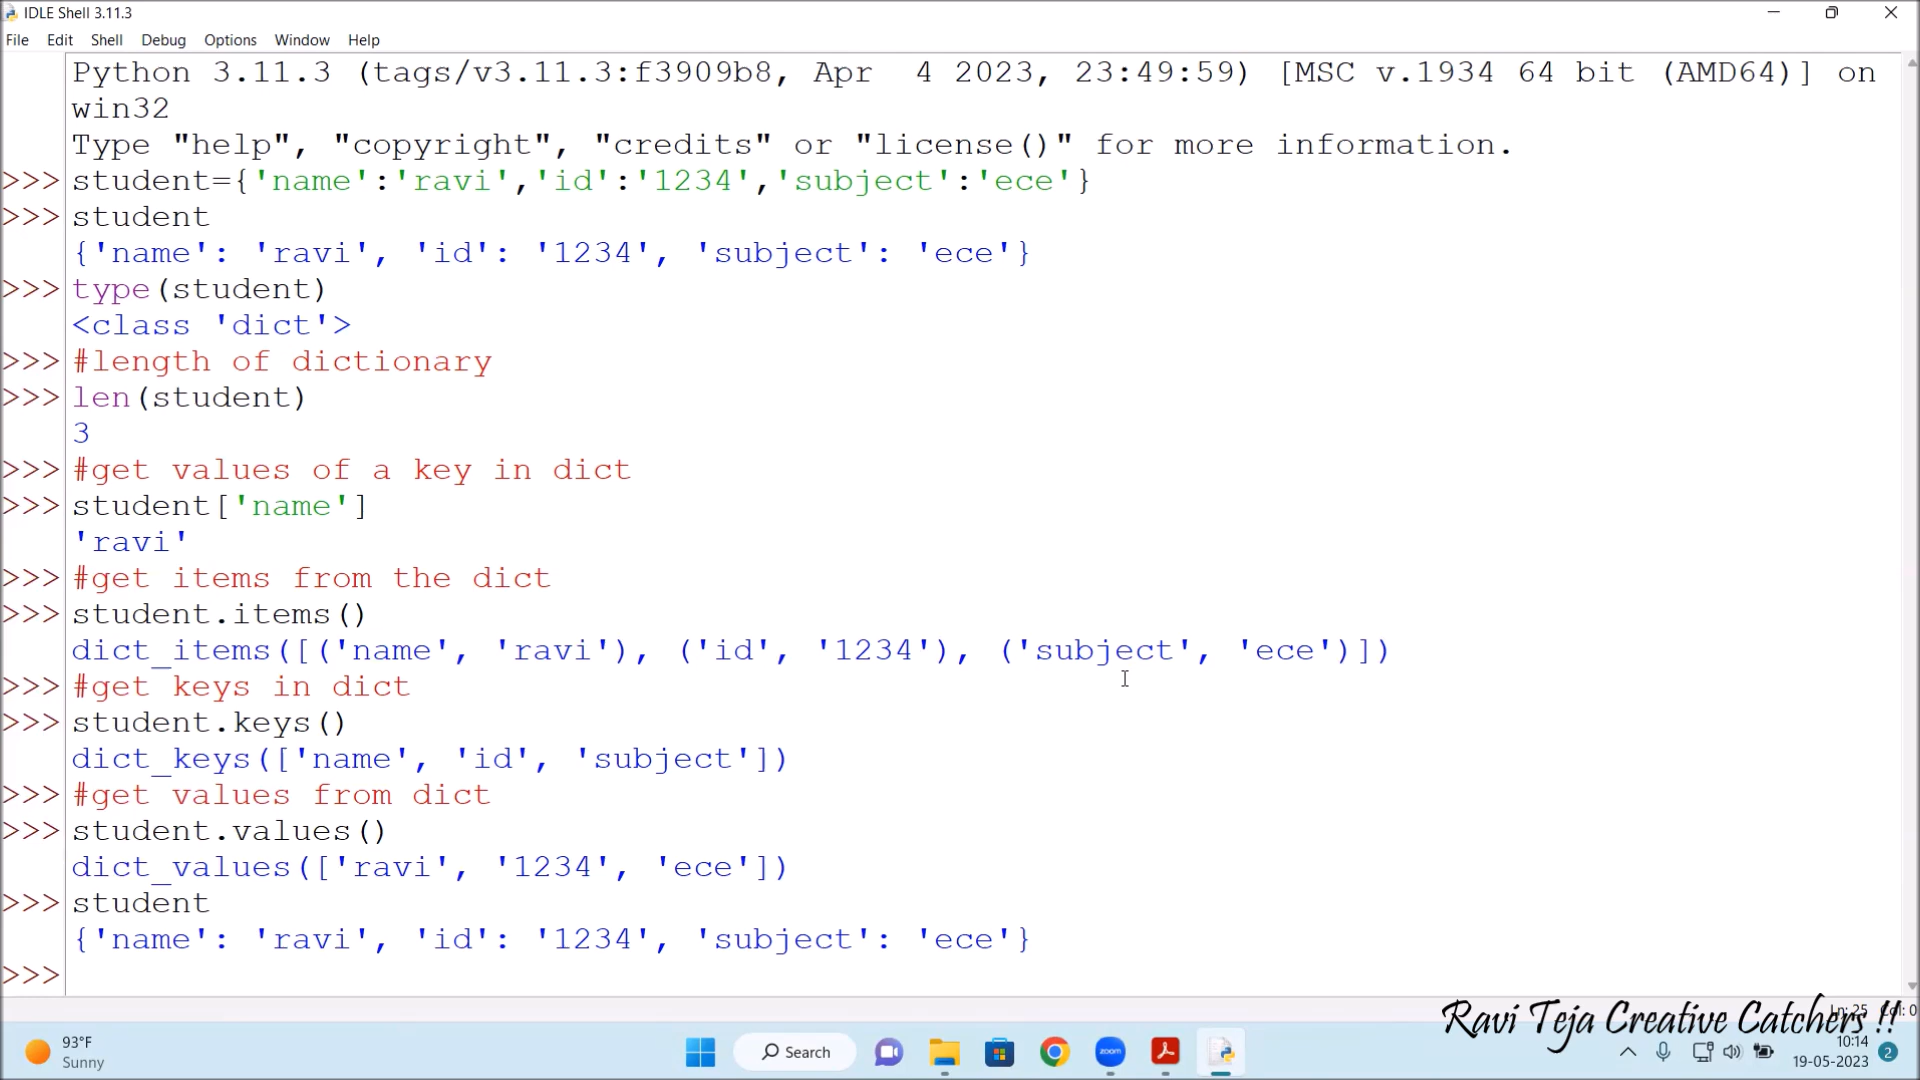 IDLE Shell 3.11.3
File Edit Shell Debug Options Window Help
Python 3.11.3 (tags/v3.11.3:f3909b8, Apr  4 2023, 23:49:59) [MSC v.1934 64 bit (AMD64)] on
win32
Type "help", "copyright", "credits" or "license()" for more information.
>>> student={'name':'ravi','id':'1234','subject':'ece'}
>>> student
{'name': 'ravi', 'id': '1234', 'subject': 'ece'}
>>> type(student)
<class 'dict'>
>>> #length of dictionary
>>> len(student)
3
>>> #get values of a key in dict
>>> student['name']
'ravi'
>>> #get items from the dict
>>> student.items()
dict_items([('name', 'ravi'), ('id', '1234'), ('subject', 'ece')])
>>> #get keys in dict
>>> student.keys()
dict_keys(['name', 'id', 'subject'])
>>> #get values from dict
>>> student.values()
dict_values(['ravi', '1234', 'ece'])
>>> student
{'name': 'ravi', 'id': '1234', 'subject': 'ece'}
>>>
Ln: 25 Col: 0
Ravi Teja Creative Catchers !!
93°F
Sunny
Search
zoom
10:14
19-05-2023
2